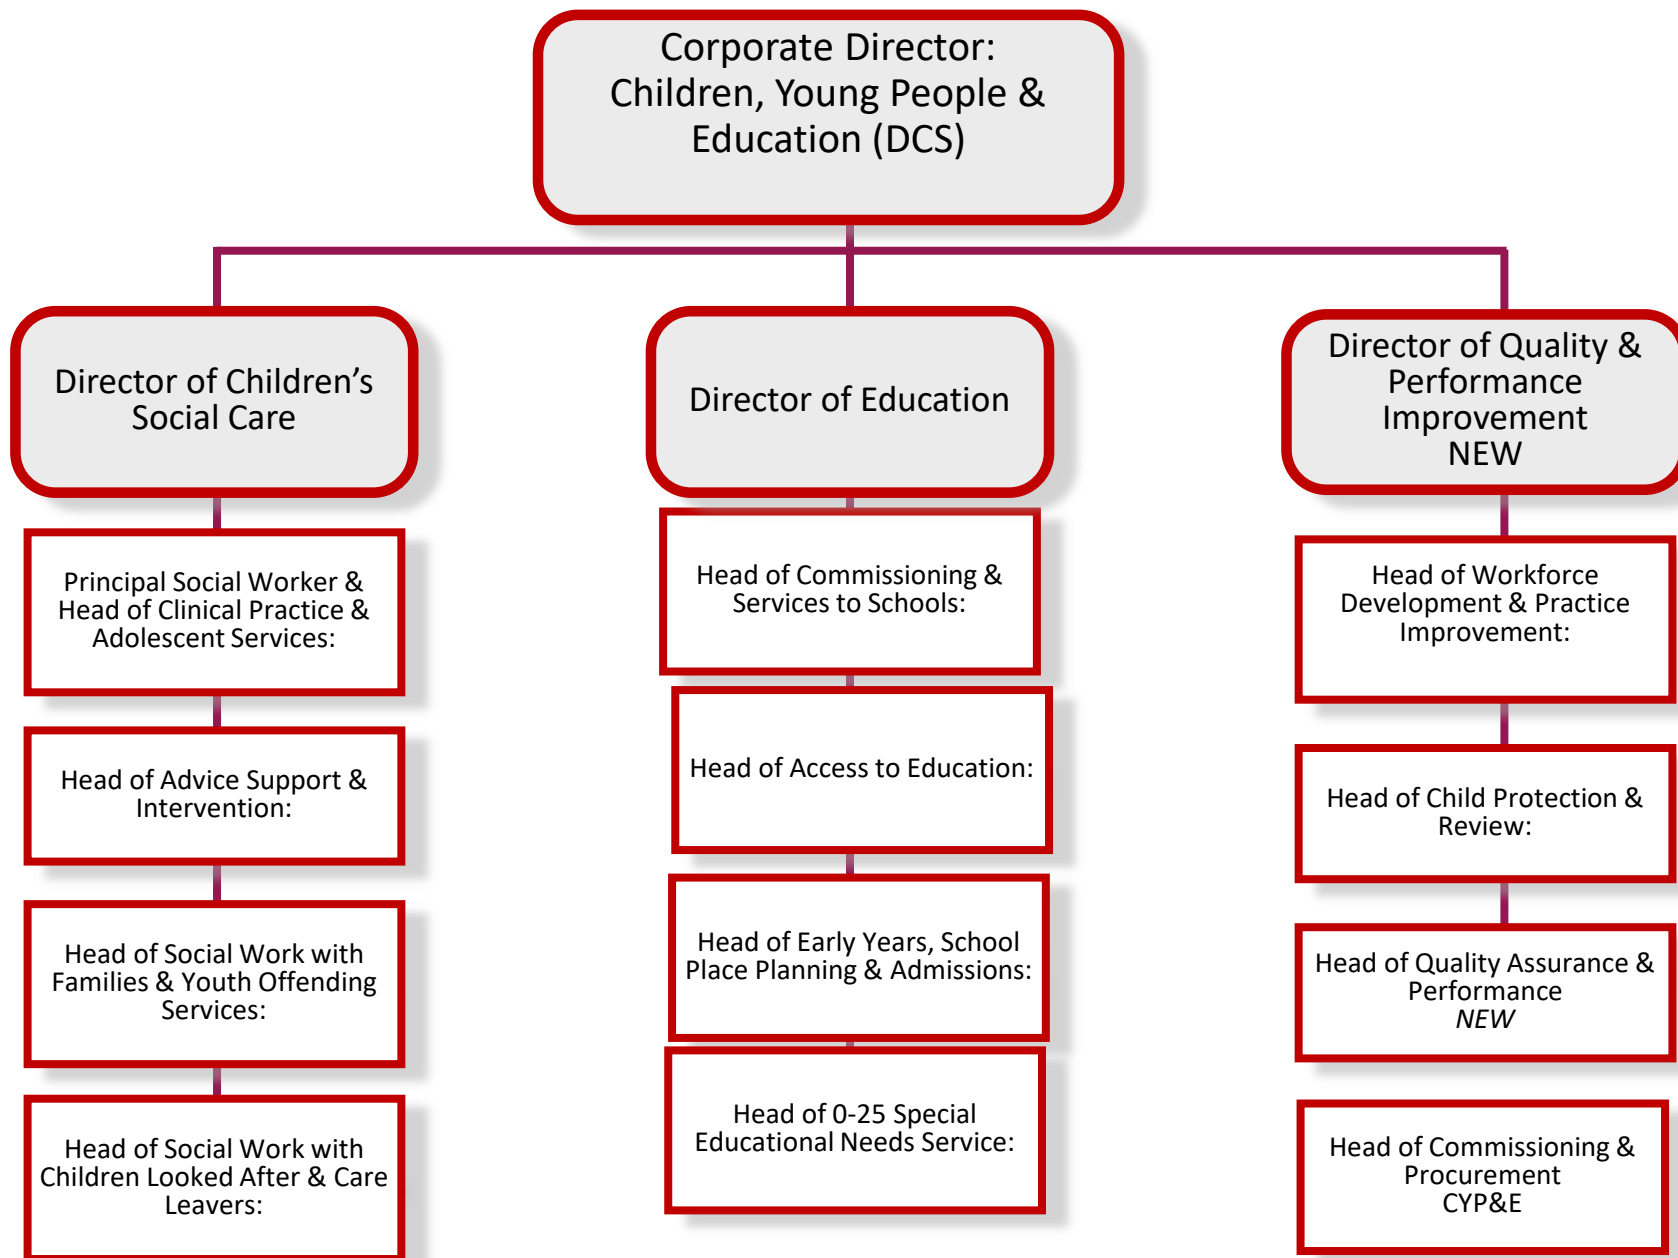 Corporate Director:
Children, Young People &
Education (DCS)
Director of Children’s
Social Care
Director of Education
Director of Quality &
Performance
Improvement
NEW
Principal Social Worker &
Head of Clinical Practice &
Adolescent Services:
Head of Advice Support &
Intervention:
Head of Social Work with
Families & Youth Offending
Services:
Head of Social Work with
Children Looked After & Care
Leavers:
Head of Commissioning &
Services to Schools:
Head of Access to Education:
Head of Early Years, School
Place Planning & Admissions:
Head of 0-25 Special
Educational Needs Service:
Head of Workforce
Development & Practice
Improvement:
Head of Child Protection &
Review:
Head of Quality Assurance &
Performance
NEW
Head of Commissioning &
Procurement
CYP&E